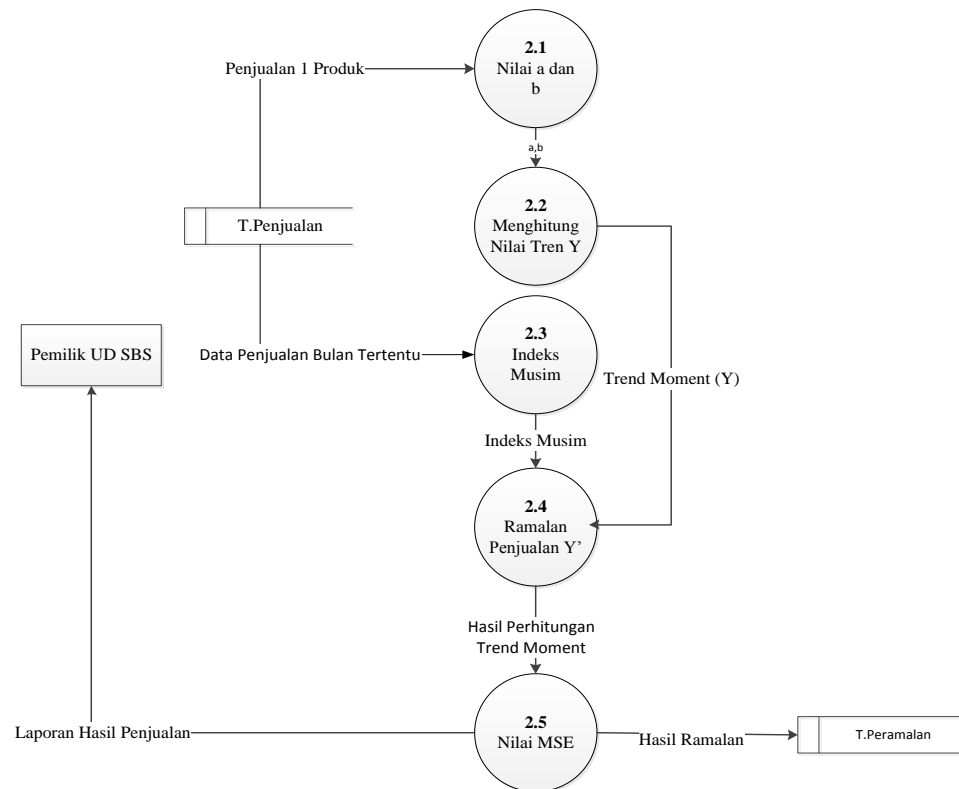 2.1
Nilai a dan
b
Penjualan 1 Produk
a,b
2.2
Menghitung
Nilai Tren Y
T.Penjualan
2.3
Indeks
Musim
Pemilik UD SBS
Data Penjualan Bulan Tertentu
Trend Moment (Y)
Indeks Musim
2.4
Ramalan
Penjualan Y’
Hasil Perhitungan
Trend Moment
2.5
Nilai MSE
Laporan Hasil Penjualan
Hasil Ramalan
T.Peramalan